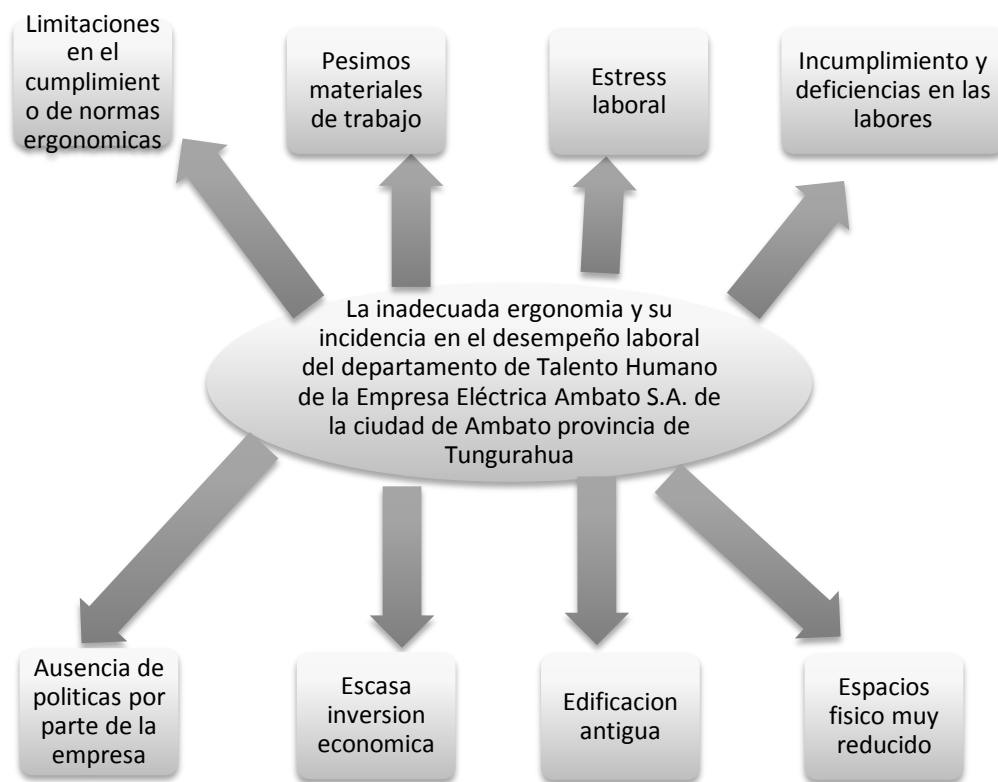 Limitaciones
en el
cumplimient
o de normas
ergonomicas
Pesimos
materiales
de trabajo
Estress
laboral
Incumplimiento y
deficiencias en las
labores
La inadecuada ergonomia y su
incidencia en el desempeño laboral
del departamento de Talento Humano
de la Empresa Eléctrica Ambato S.A. de
la ciudad de Ambato provincia de
Tungurahua
Ausencia de
politicas por
parte de la
empresa
Escasa
inversion
economica
Edificacion
antigua
Espacios
fisico muy
reducido